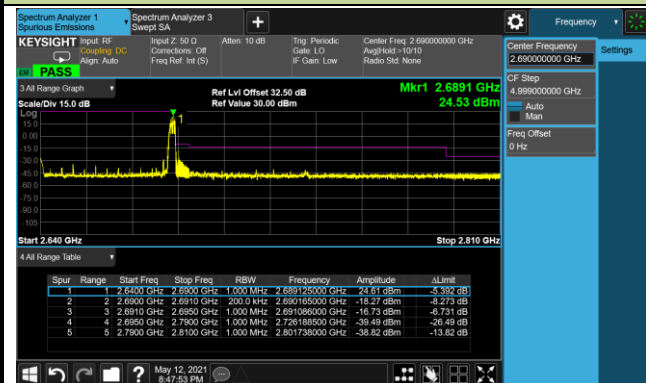 Spectrum Analyzer 1
Spurious Emissions
Spectrum Analyzer 3
Swept SA
+
Frequency
KEYSIGHT
Input: RF
Coupling: DC
Align: Auto
Input Z: 50 Ω
Corrections: Off
Freq Ref: Int (S)
Atten: 10 dB
Trig: Periodic
Gate: LO
IF Gain: Low
Center Freq: 2.690000000 GHz
Avg|Hold:>10/10
Radio Std: None
PASS
Center Frequency
2.690000000 GHz
Settings
CF Step
4.999000000 GHz
Auto
Man
Freq Offset
0 Hz
3 All Range Graph
Scale/Div 15.0 dB
Ref Lvl Offset 32.50 dB
Ref Value 30.00 dBm
Mkr1 2.6891 GHz
24.53 dBm
Log
15.0
0.00
-15.0
-30.0
-45.0
-60.0
-75.0
-90.0
-105
1
Start 2.640 GHz
Stop 2.810 GHz
4 All Range Table
Spur Range Start Freq Stop Freq RBW Frequency Amplitude ΔLimit
1 1 2.6400 GHz 2.6900 GHz 1.000 MHz 2.689125000 GHz 24.61 dBm -5.392 dB
2 2 2.6900 GHz 2.6910 GHz 200.0 kHz 2.690165000 GHz -18.27 dBm -8.273 dB
3 3 2.6910 GHz 2.6950 GHz 1.000 MHz 2.691086000 GHz -16.73 dBm -6.731 dB
4 4 2.6950 GHz 2.7900 GHz 1.000 MHz 2.726188500 GHz -39.49 dBm -26.49 dB
5 5 2.7900 GHz 2.8100 GHz 1.000 MHz 2.801738000 GHz -38.82 dBm -13.82 dB
?
May 12, 2021
8:47:53 PM